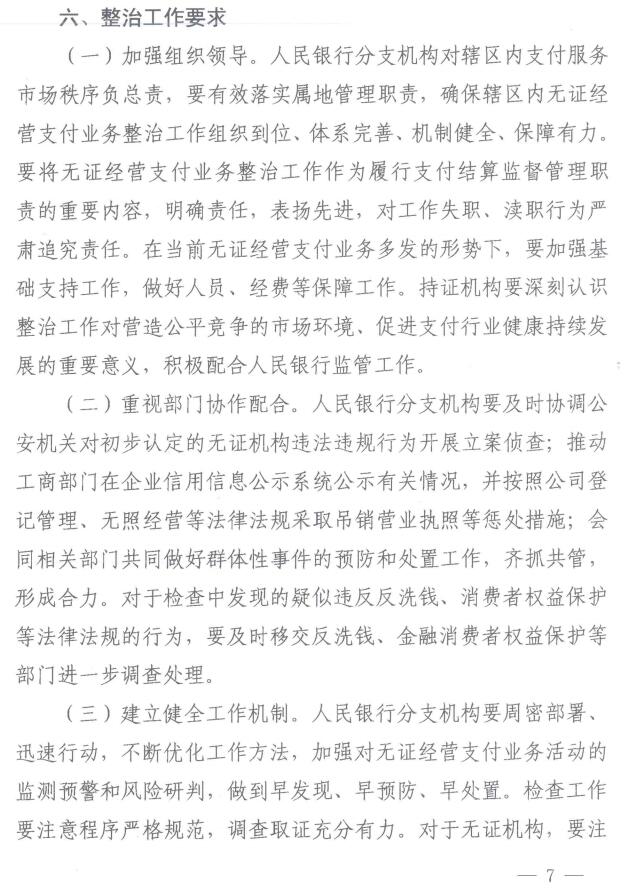 六、整治工作要求
（一）加强组织领导。人民银行分支机构对辖区内支付服务
市场秩序负总责，要有效落实属地管理职责，确保辖区内无证经
营支付业务整治工作组织到位、体系完善、机制健全、保障有力。
要将无证经营支付业务整治工作作为履行支付结算监督管理职
责的重要内容，明确责任，表扬先进，对工作失职、渎职行为严
肃追究责任。在当前无证经营支付业务多发的形势下，要加强基
础支持工作，做好人员、经费等保障工作。持证机构要深刻认识
整治工作对营造公平竞争的市场环境、促进支付行业健康持续发
展的重要意义，积极配合人民银行监管工作。
（二）重视部门协作配合。人民银行分支机构要及时协调公
安机关对初步认定的无证机构违法违规行为开展立案侦查；推动
工商部门在企业信用信息公示系统公示有关情况，并按照公司登
记管理、无照经营等法律法规采取吊销营业执照等惩处措施；会
同相关部门共同做好群体性事件的预防和处置工作，齐抓共管，
形成合力。对于检查中发现的疑似违反反洗钱、消费者权益保护
等法律法规的行为，要及时移交反洗钱、金融消费者权益保护等
部门进一步调查处理。
（三）建立健全工作机制。人民银行分支机构要周密部署、
迅速行动，不断优化工作方法，加强对无证经营支付业务活动的
监测预警和风险研判，做到早发现、早预防、早处置。检查工作
要注意程序严格规范，调查取证充分有力。对于无证机构，要注
— 7 —